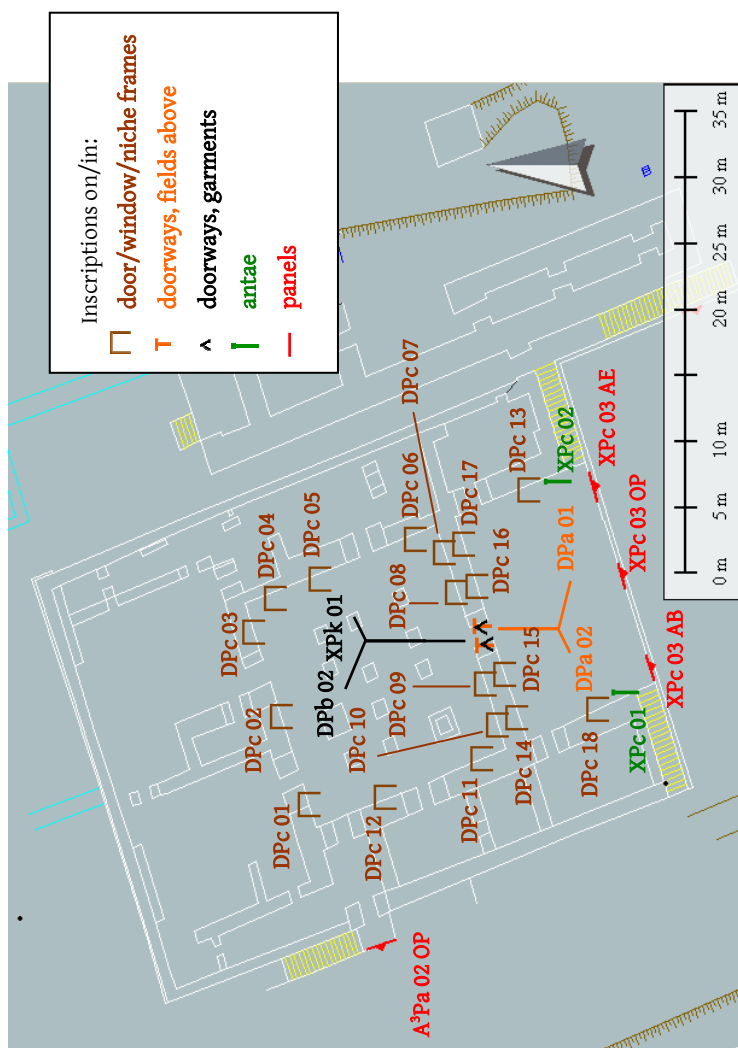 Inscriptions on/in:
door/window/niche frames
doorways, fields above
doorways, garments
antae
panels
DPc 07
DPc 06
DPc 17
DPc 13
XPc 02
XPc 03 AE
DPc 05
DPc 04
DPc 03
DPc 08
DPc 16
DPa 01
XPc 03 OP
XPk 01
DPb 02
DPc 09
DPc 15
DPa 02
XPc 03 AB
DPc 02
DPc 10
DPc 14
DPc 11
DPc 18
XPc 01
DPc 01
DPc 12
A³Pa 02 OP
0 m
5 m
10 m
20 m
25 m
30 m
35 m